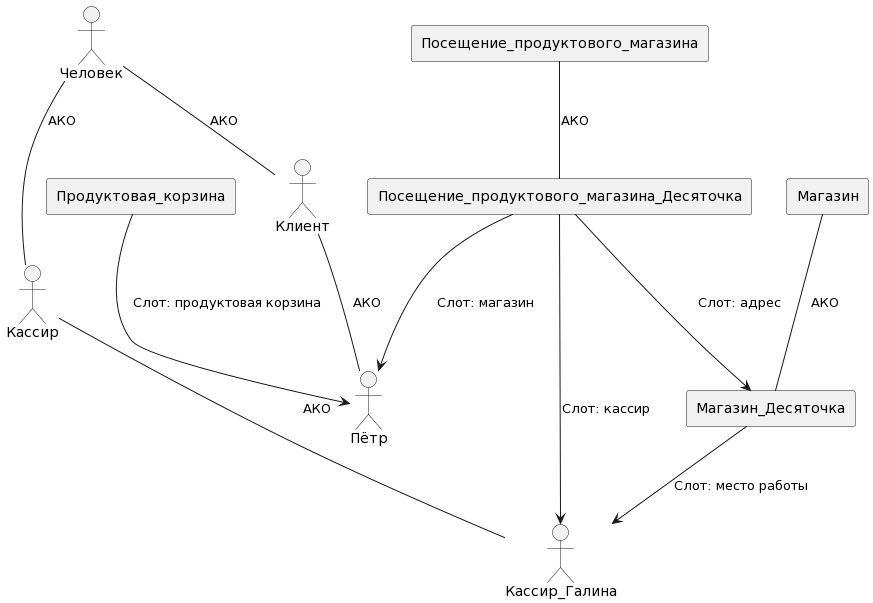 Посещение_продуктового_магазина
Человек
АКО
АКО
АКО
Продуктовая_корзина
Посещение_продуктового_магазина_Десяточка
Магазин
Клиент
Слот: продуктовая корзина
АКО
Слот: магазин
Слот: адрес
АКО
Кассир
АКО
Слот: кассир
Магазин_Десяточка
Пётр
Слот: место работы
Кассир_Галина